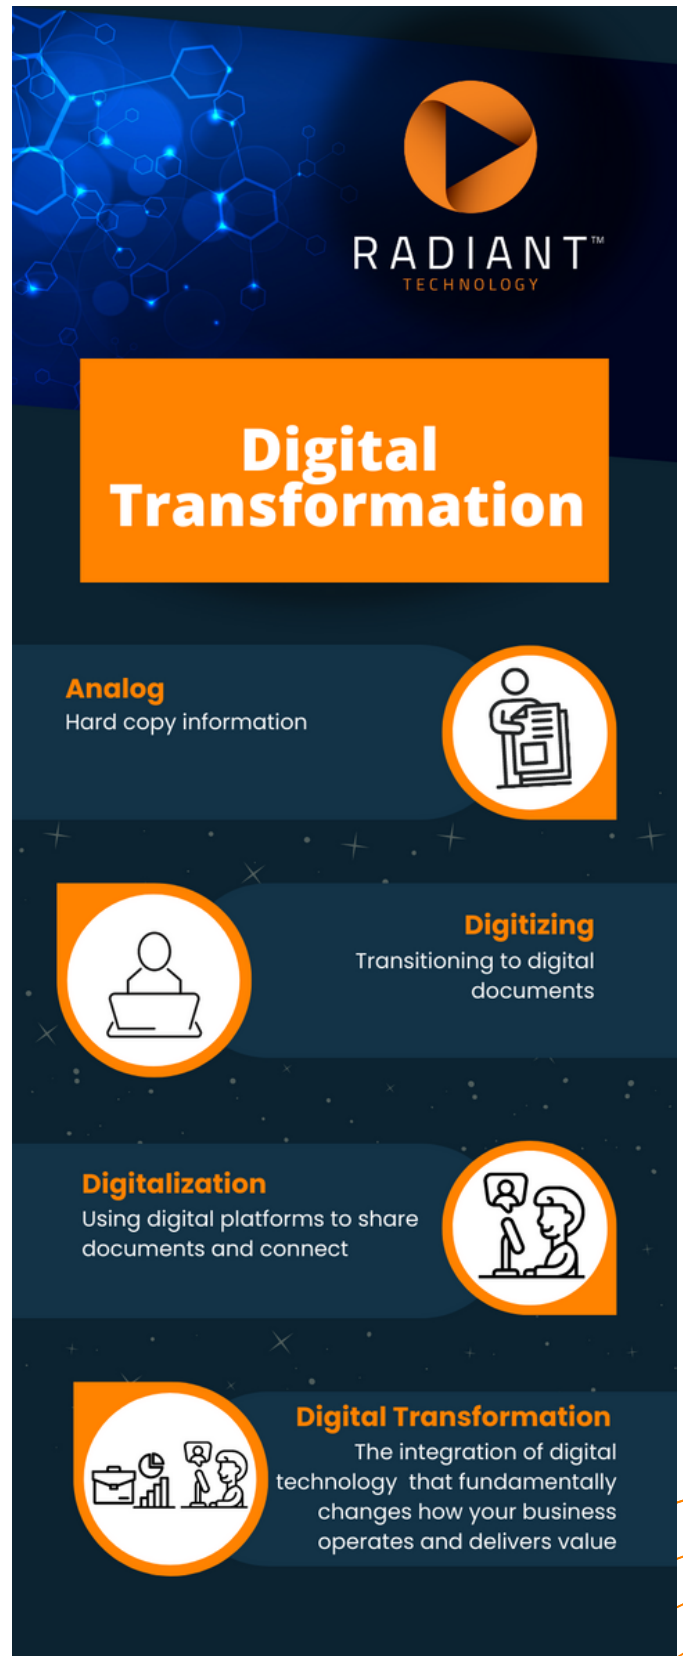 RADIANT™
TECHNOLOGY
Digital
Transformation
Analog
Hard copy information
Digitizing
Transitioning to digital
documents
Digitalization
Using digital platforms to share
documents and connect
Digital Transformation
The integration of digital
technology that fundamentally
changes how your business
operates and delivers value